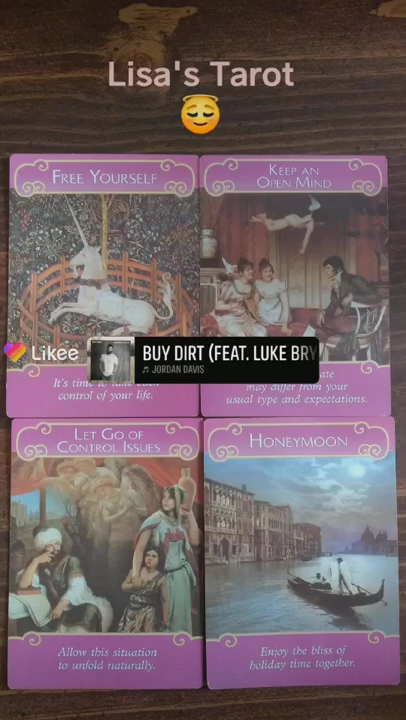 Lisa's Tarot
FREE YOURSELF
KEEP AN
OPEN MIND
Likee
BUY DIRT (FEAT. LUKE BRY
JORDAN DAVIS
It's time to
control of your life.
may differ from your
usual type and expectations.
LET GO OF
CONTROL ISSUES
HONEYMOON
Allow this situation
to unfold naturally.
Enjoy the bliss of
holiday time together.